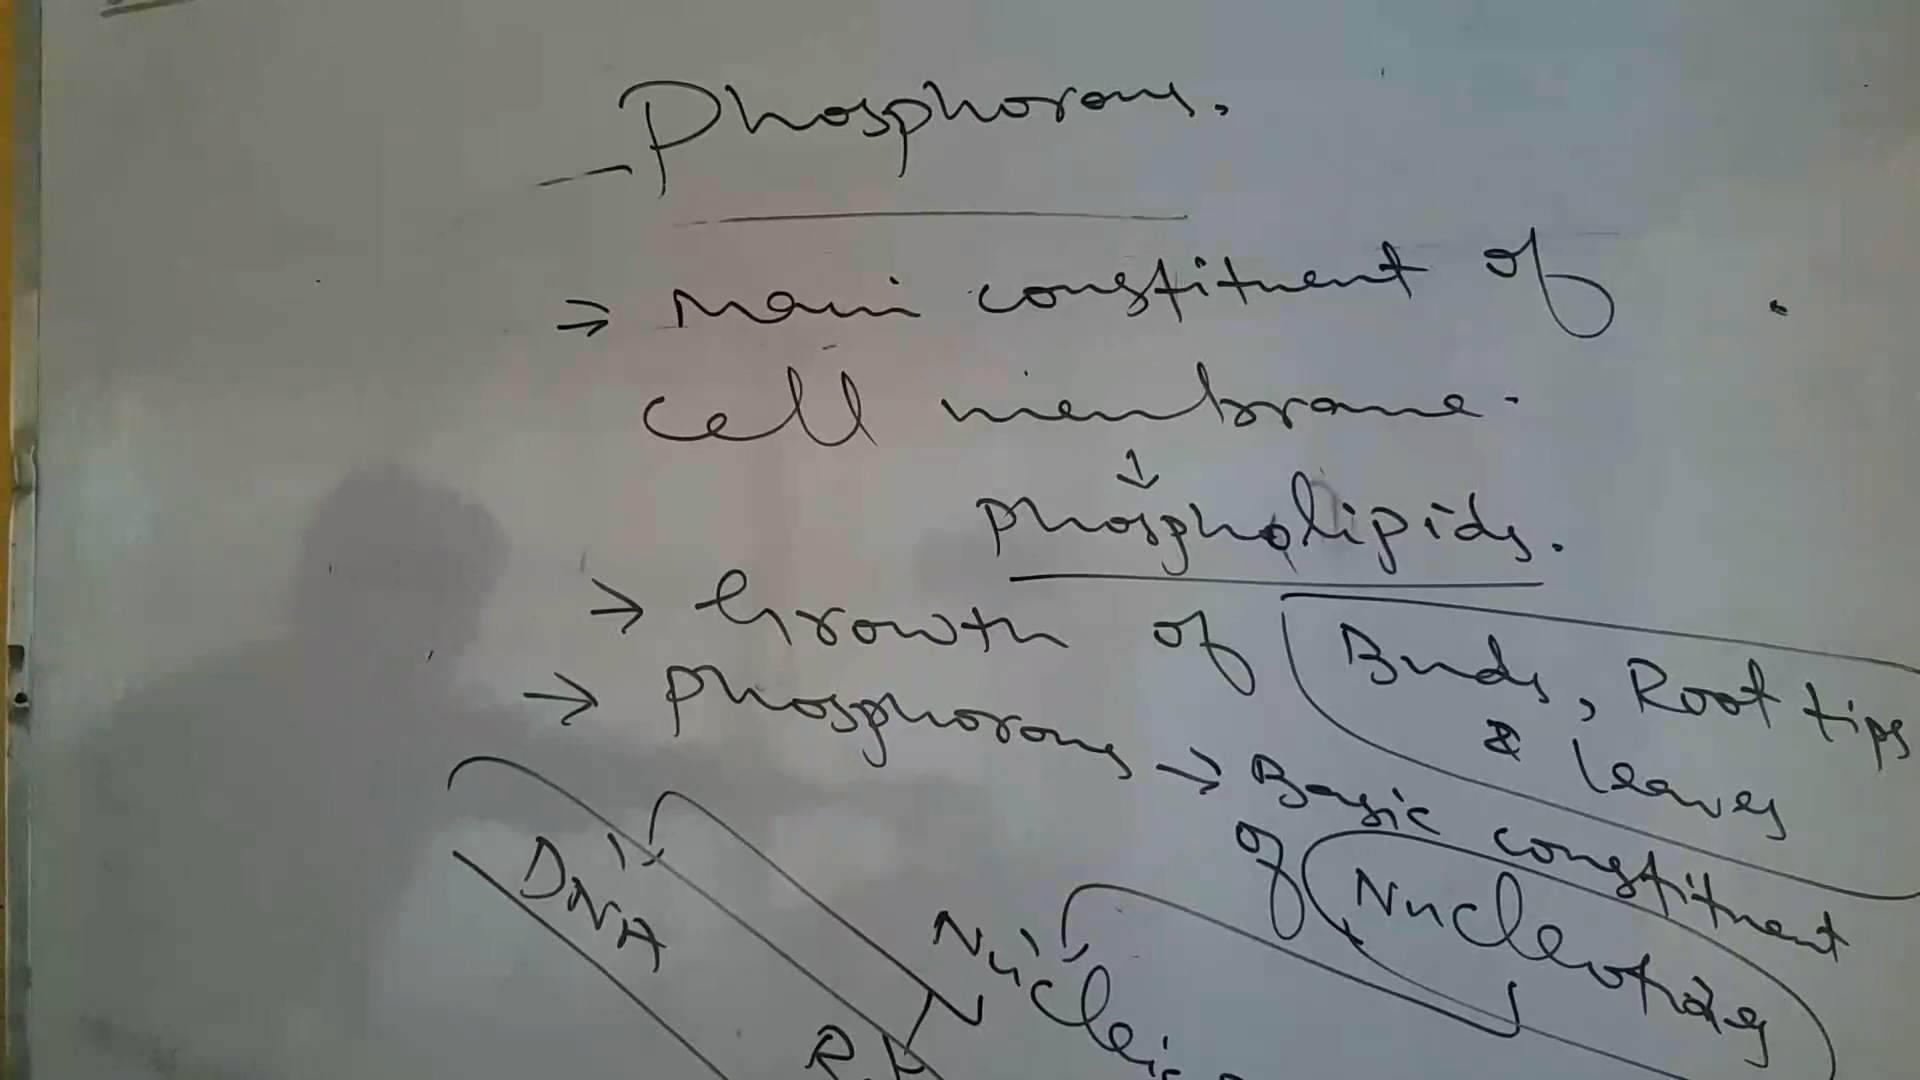 Phosphorous.
→ Main constituent of
cell membrane.
↓
phospholipids.
→ Growth of Buds, Root tips
& leaves
→ Phosphorous → Basic constituent
of Nucleotides
DNA
Nucleic